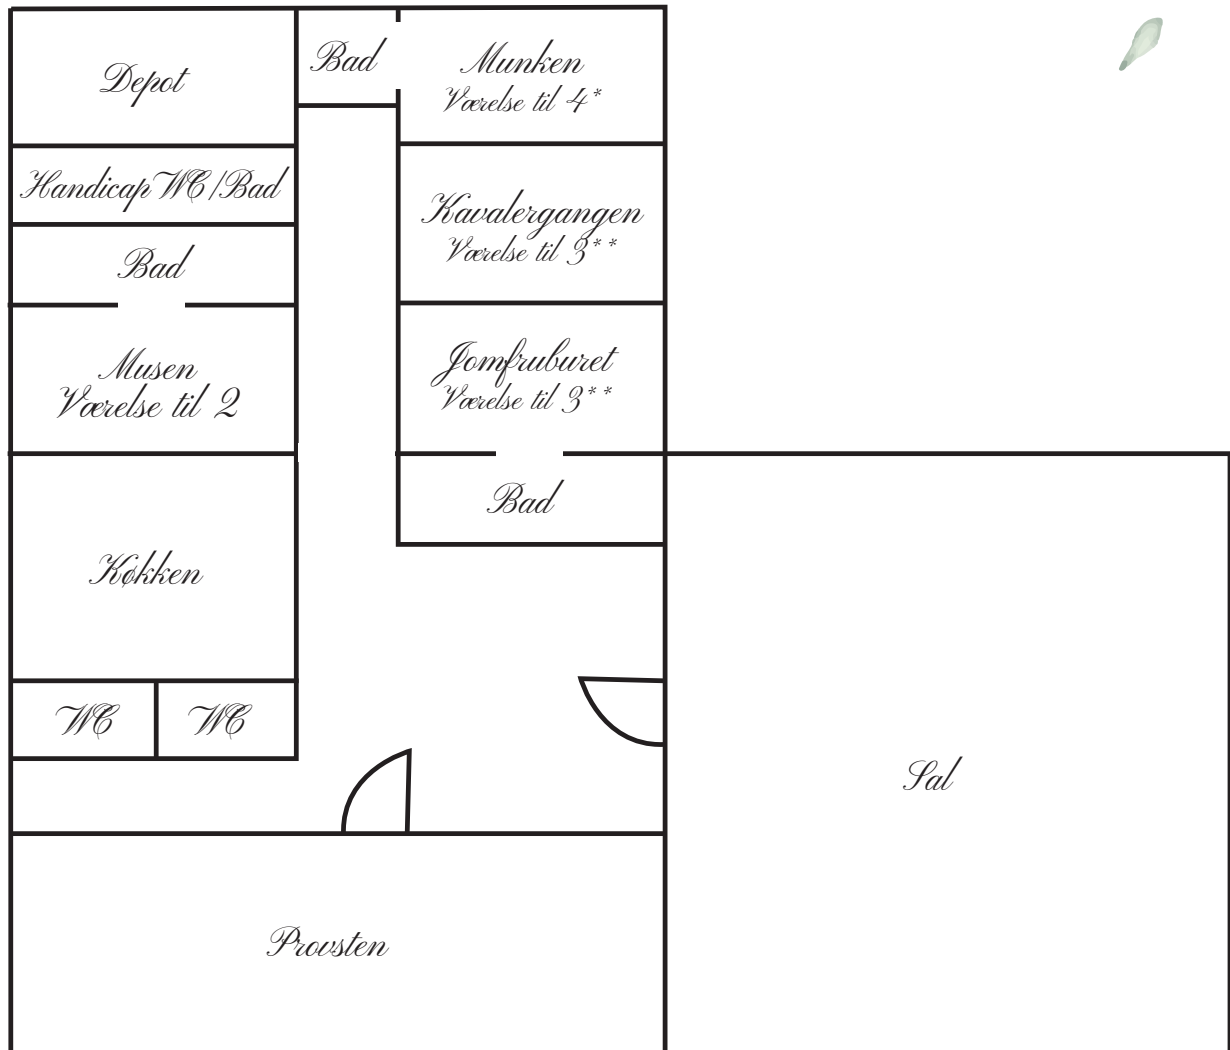 Depot
Bad
Munken
Værelse til 4*
Handicap WC/Bad
Kavalergangen
Værelse til 3**
Bad
Musen
Værelse til 2
Jomfruburet
Værelse til 3**
Bad
Køkken
WC
WC
Sal
Provsten